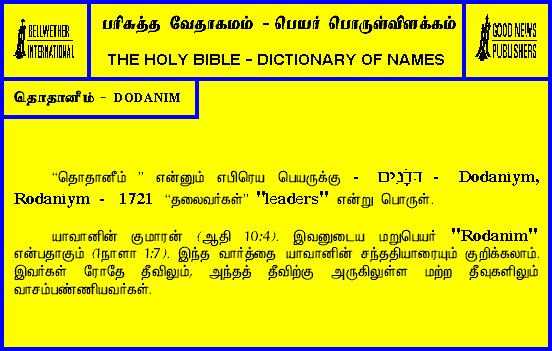 BELLWETHER
INTERNATIONAL
பரிசுத்த வேதாகமம் - பெயர் பொருள்விளக்கம்
THE HOLY BIBLE - DICTIONARY OF NAMES
GOOD NEWS
PUBLISHERS
தொதானீம் - DODANIM
“தொதானீம் ” என்னும் எபிரெய பெயருக்கு - דֹּדָנִים - Dodaniym,
Rodaniym - 1721 “தலைவர்கள்” "leaders" என்று பொருள்.
யாவானின் குமாரன் (ஆதி 10:4). இவனுடைய மறுபெயர் "Rodanim"
என்பதாகும் (1நாளா 1:7). இந்த வார்த்தை யாவானின் சந்ததியாரையும் குறிக்கலாம்.
இவர்கள் ரோதே தீவிலும், அந்தத் தீவிற்கு அருகிலுள்ள மற்ற தீவுகளிலும்
வாசம்பண்ணியவர்கள்.